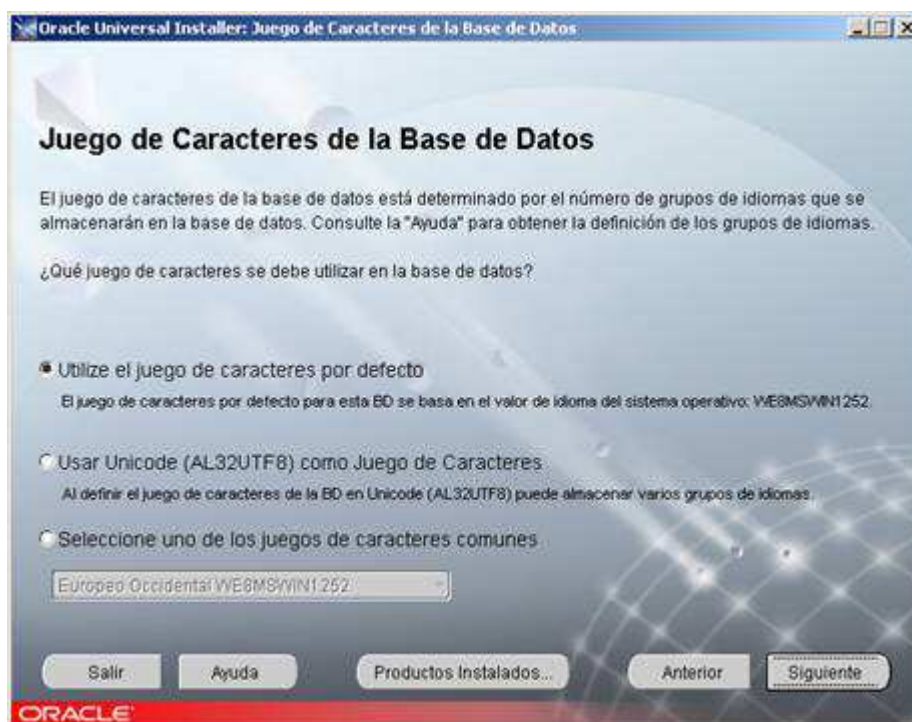 Oracle Universal Installer: Juego de Caracteres de la Base de Datos
Juego de Caracteres de la Base de Datos
El juego de caracteres de la base de datos está determinado por el número de grupos de idiomas que se
almacenarán en la base de datos. Consulte la "Ayuda" para obtener la definición de los grupos de idiomas.
¿Qué juego de caracteres se debe utilizar en la base de datos?
Utilize el juego de caracteres por defecto
El juego de caracteres por defecto para esta BD se basa en el valor de idioma del sistema operativo: WE8MSWIN1252.
Usar Unicode (AL32UTF8) como Juego de Caracteres
Al definir el juego de caracteres de la BD en Unicode (AL32UTF8) puede almacenar varios grupos de idiomas.
Seleccione uno de los juegos de caracteres comunes
Europeo Occidental WE8MSWIN1252
Salir Ayuda Productos Instalados... Anterior Siguiente
ORACLE